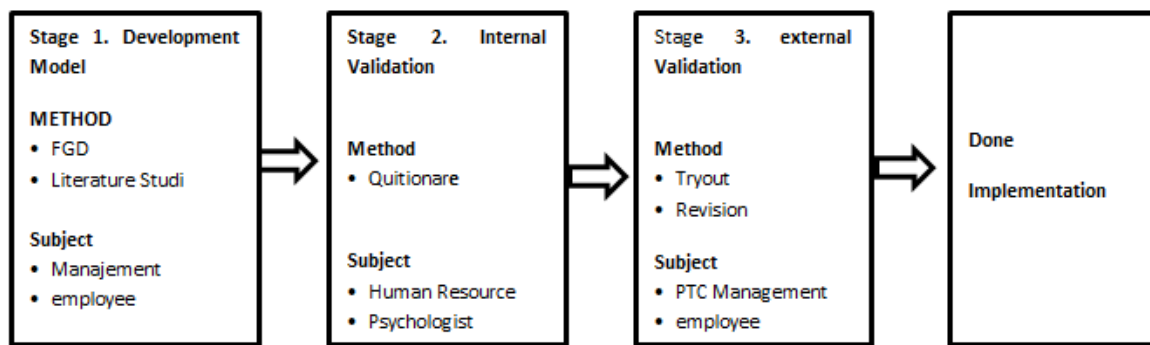 Stage 1. Development
Model
METHOD
• FGD
• Literature Studi
Subject
• Manajement
• employee
Stage 2. Internal
Validation
Method
• Quitionare
Subject
• Human Resource
• Psychologist
Stage 3. external
Validation
Method
• Tryout
• Revision
Subject
• PTC Management
• employee
Done
Implementation